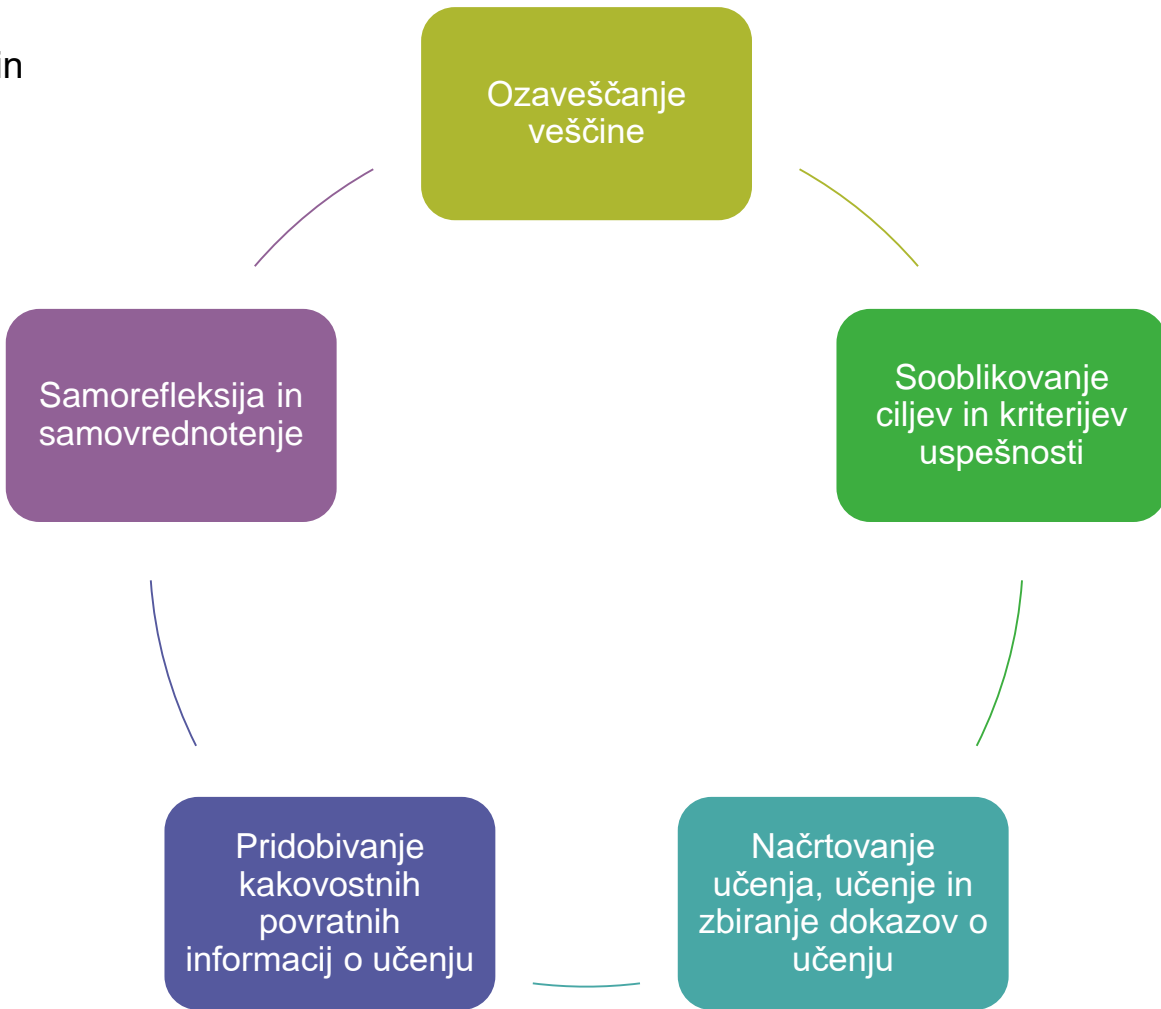 in
Ozaveščanje
veščine
Sooblikovanje
ciljev in kriterijev
uspešnosti
Načrtovanje
učenja, učenje in
zbiranje dokazov o
učenju
Pridobivanje
kakovostnih
povratnih
informacij o učenju
Samorefleksija in
samovrednotenje